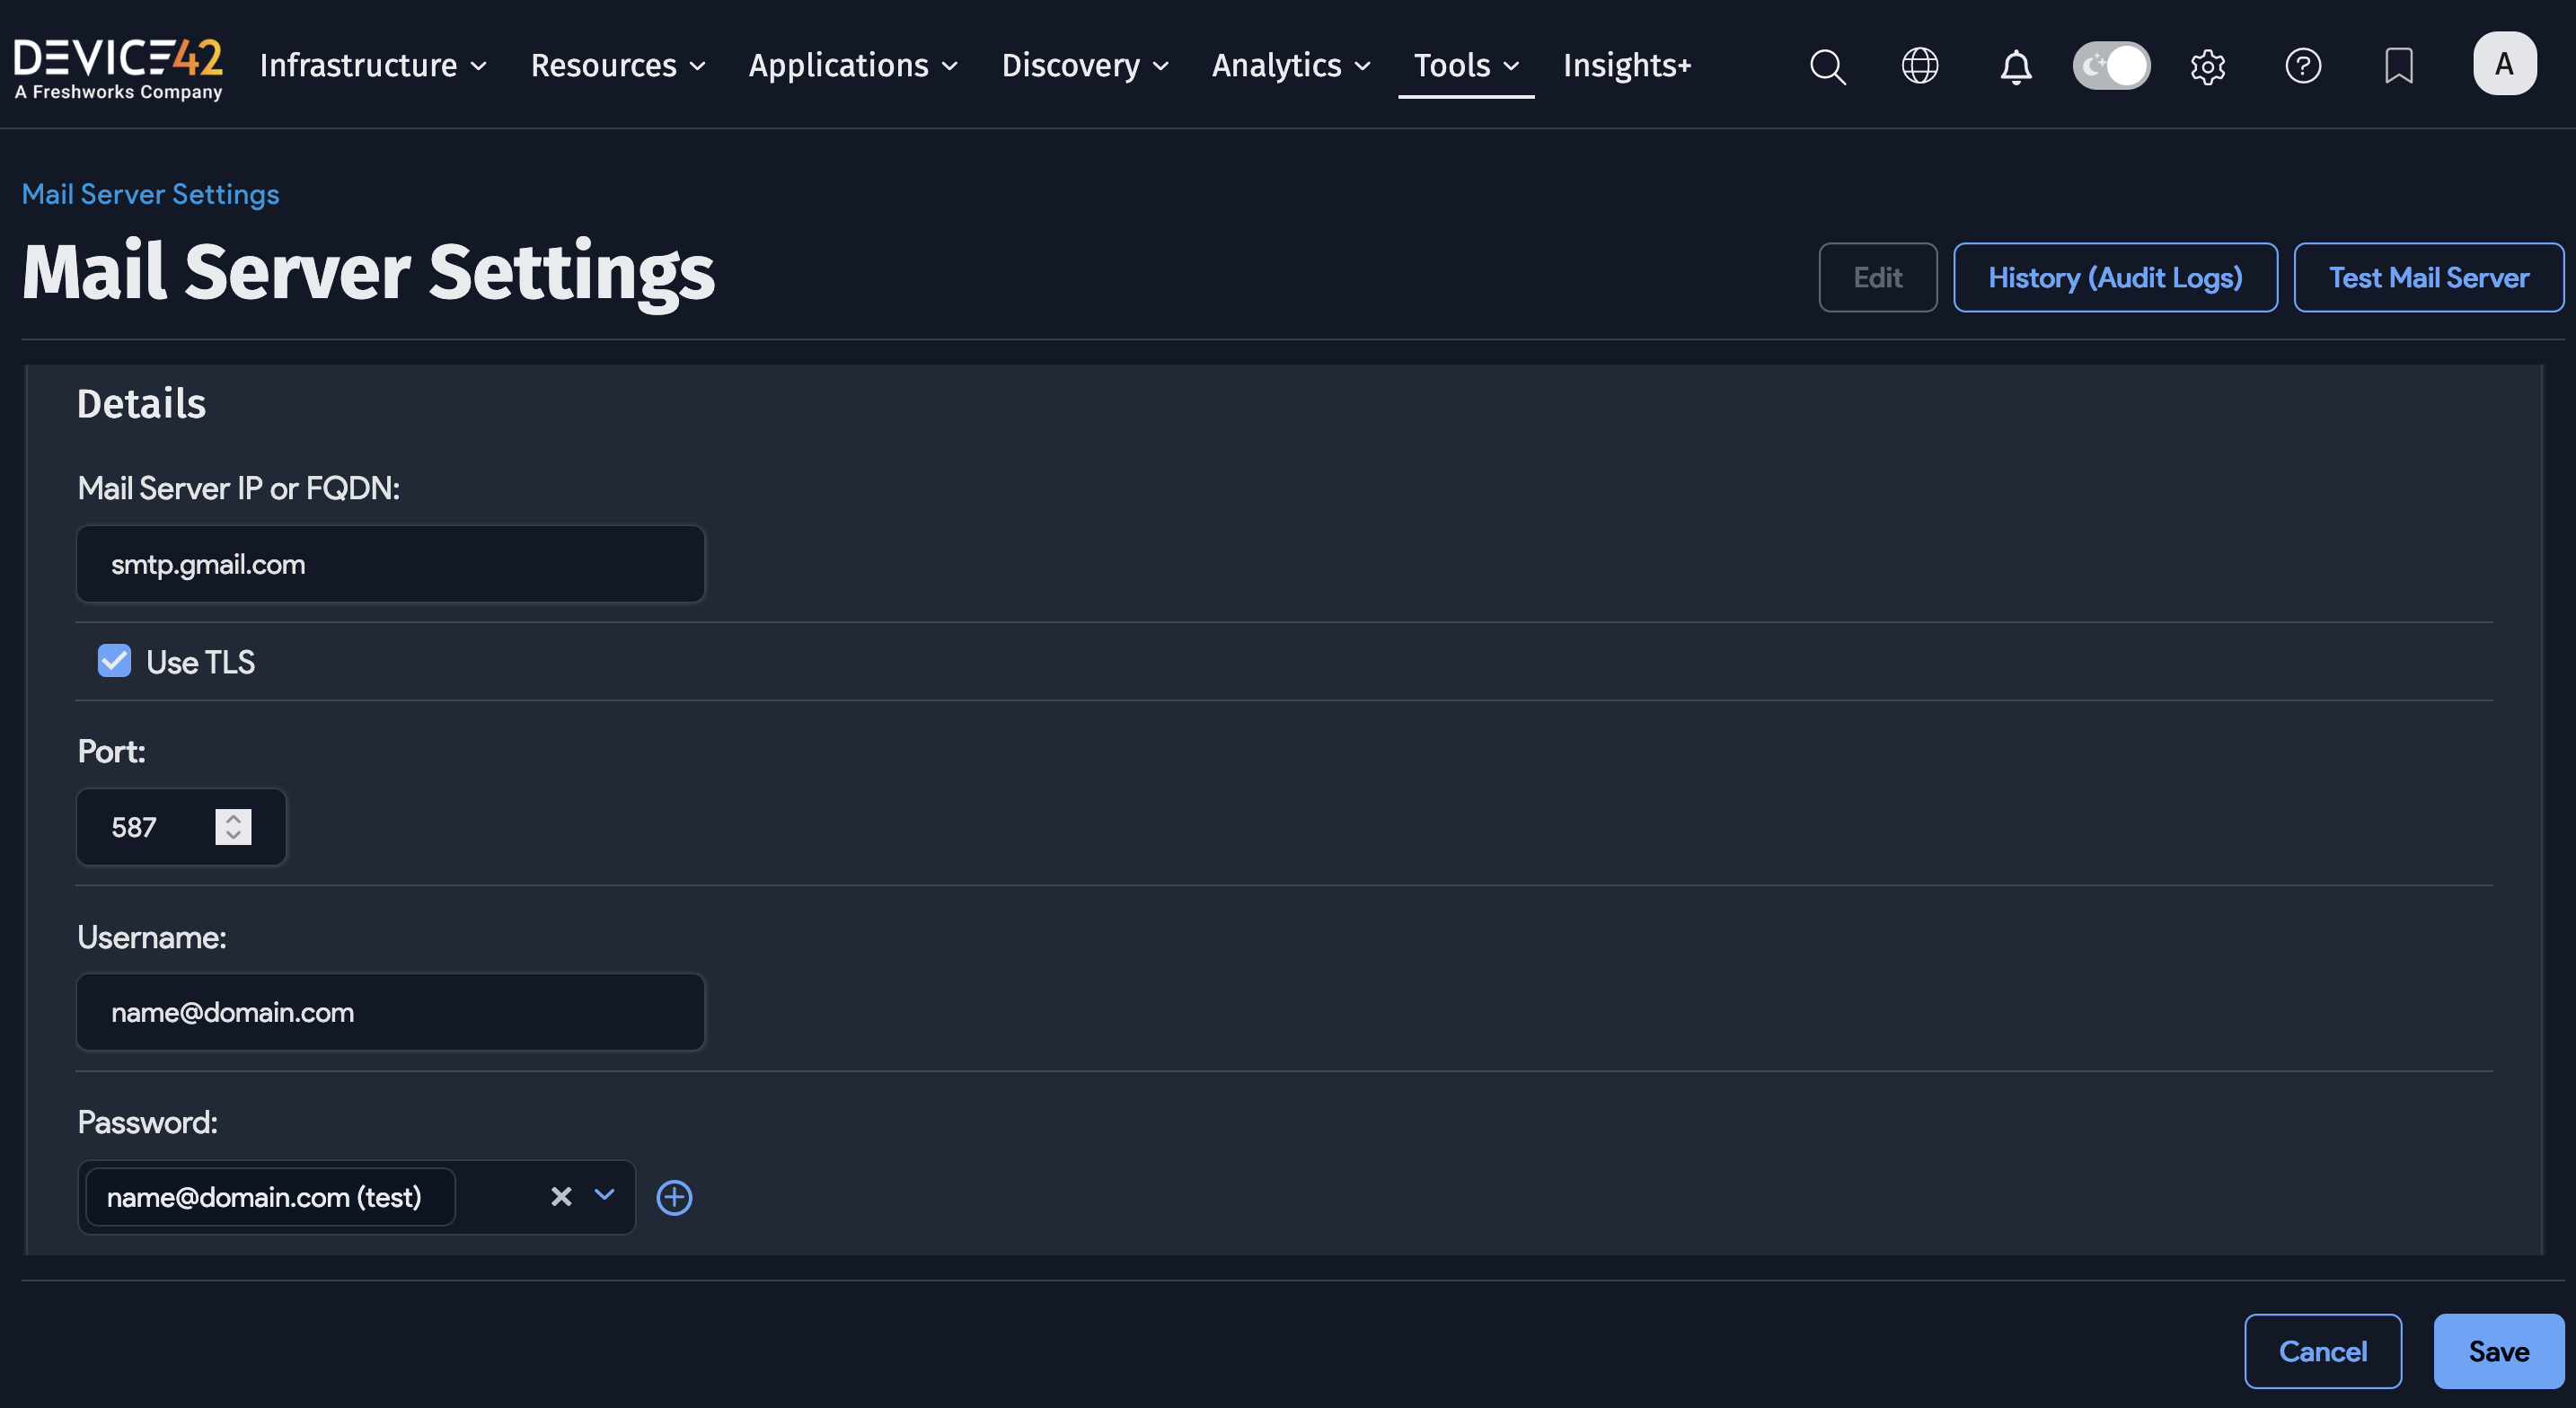 DEVICE42
A Freshworks Company
Infrastructure
Resources
Applications
Discovery
Analytics
Tools
Insights+
A
Mail Server Settings
Mail Server Settings
Edit
History (Audit Logs)
Test Mail Server
Details
Mail Server IP or FQDN:
smtp.gmail.com
Use TLS
Port:
587
Username:
name@domain.com
Password:
name@domain.com (test)
Cancel
Save